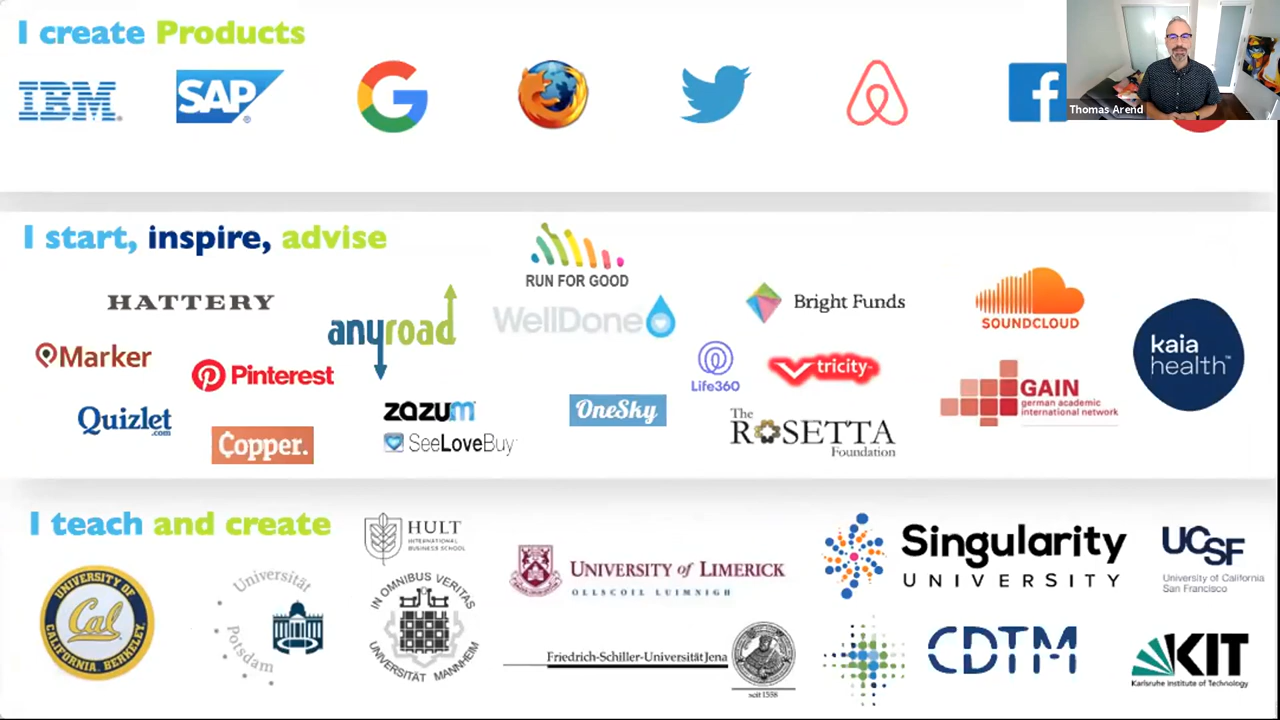 I create Products
IBM
SAP
Thomas Arend
I start, inspire, advise
RUN FOR GOOD
HATTERY
anyroad
WellDone
Bright Funds
SOUNDCLOUD
kaia
health™
Marker
Pinterest
Life360
tricity
GAIN
german academic
international network
Quizlet
.com
zazum
OneSky
The
ROSETTA
Foundation
Copper.
SeeLoveBuy
I teach and create
HULT
INTERNATIONAL
BUSINESS SCHOOL
UNIVERSITY OF
Cal
CALIFORNIA, BERKELEY.
Universität
Potsdam
IN OMNIBUS VERITAS
UNIVERSITÄT MANNHEIM
UNIVERSITY of LIMERICK
OLLSCOIL LUIMNIGH
Singularity
UNIVERSITY
UCSF
University of California
San Francisco
Friedrich-Schiller-Universität Jena
seit 1558
CDTM
KIT
Karlsruhe Institute of Technology